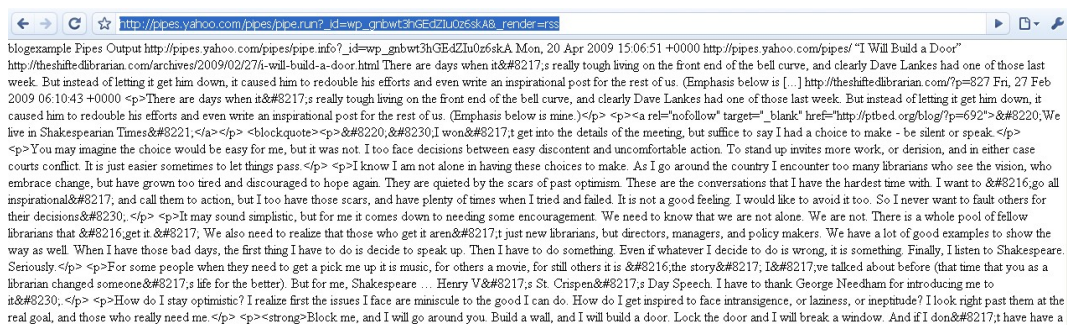 http://pipes.yahoo.com/pipes/pipe.run?_id=wp_gnbwt3hGEdZIu0z6skA&_render=rss
blogexample Pipes Output http://pipes.yahoo.com/pipes/pipe.info?_id=wp_gnbwt3hGEdZIu0z6skA Mon, 20 Apr 2009 15:06:51 +0000 http://pipes.yahoo.com/pipes/ “I Will Build a Door”
http://theshiftedlibrarian.com/archives/2009/02/27/i-will-build-a-door.html There are days when it&#8217;s really tough living on the front end of the bell curve, and clearly Dave Lankes had one of those last
week. But instead of letting it get him down, it caused him to redouble his efforts and even write an inspirational post for the rest of us. (Emphasis below is [...] http://theshiftedlibrarian.com/?p=827 Fri, 27 Feb
2009 06:10:43 +0000 <p>There are days when it&#8217;s really tough living on the front end of the bell curve, and clearly Dave Lankes had one of those last week. But instead of letting it get him down, it
caused him to redouble his efforts and even write an inspirational post for the rest of us. (Emphasis below is mine.)</p> <p><a rel="nofollow" target="_blank" href="http://ptbed.org/blog/?p=692">&#8220;We
live in Shakespearian Times&#8221;</a></p> <blockquote><p>&#8220;&#8230;I won&#8217;t get into the details of the meeting, but suffice to say I had a choice to make - be silent or speak.</p>
<p>You may imagine the choice would be easy for me, but it was not. I too face decisions between easy discontent and uncomfortable action. To stand up invites more work, or derision, and in either case
courts conflict. It is just easier sometimes to let things pass.</p> <p>I know I am not alone in having these choices to make. As I go around the country I encounter too many librarians who see the vision, who
embrace change, but have grown too tired and discouraged to hope again. They are quieted by the scars of past optimism. These are the conversations that I have the hardest time with. I want to &#8216;go all
inspirational&#8217; and call them to action, but I too have those scars, and have plenty of times when I tried and failed. It is not a good feeling. I would like to avoid it too. So I never want to fault others for
their decisions&#8230;.</p> <p>It may sound simplistic, but for me it comes down to needing some encouragement. We need to know that we are not alone. We are not. There is a whole pool of fellow
librarians that &#8216;get it.&#8217; We also need to realize that those who get it aren&#8217;t just new librarians, but directors, managers, and policy makers. We have a lot of good examples to show the
way as well. When I have those bad days, the first thing I have to do is decide to speak up. Then I have to do something. Even if whatever I decide to do is wrong, it is something. Finally, I listen to Shakespeare.
Seriously.</p> <p>For some people when they need to get a pick me up it is music, for others a movie, for still others it is &#8216;the story&#8217; I&#8217;ve talked about before (that time that you as a
librarian changed someone&#8217;s life for the better). But for me, Shakespeare … Henry V&#8217;s St. Crispen&#8217;s Day Speech. I have to thank George Needham for introducing me to
it&#8230;.</p> <p>How do I stay optimistic? I realize first the issues I face are miniscule to the good I can do. How do I get inspired to face intransigence, or laziness, or ineptitude? I look right past them at the
real goal, and those who really need me.</p> <p><strong>Block me, and I will go around you. Build a wall, and I will build a door. Lock the door and I will break a window. And if I don&#8217;t have have a